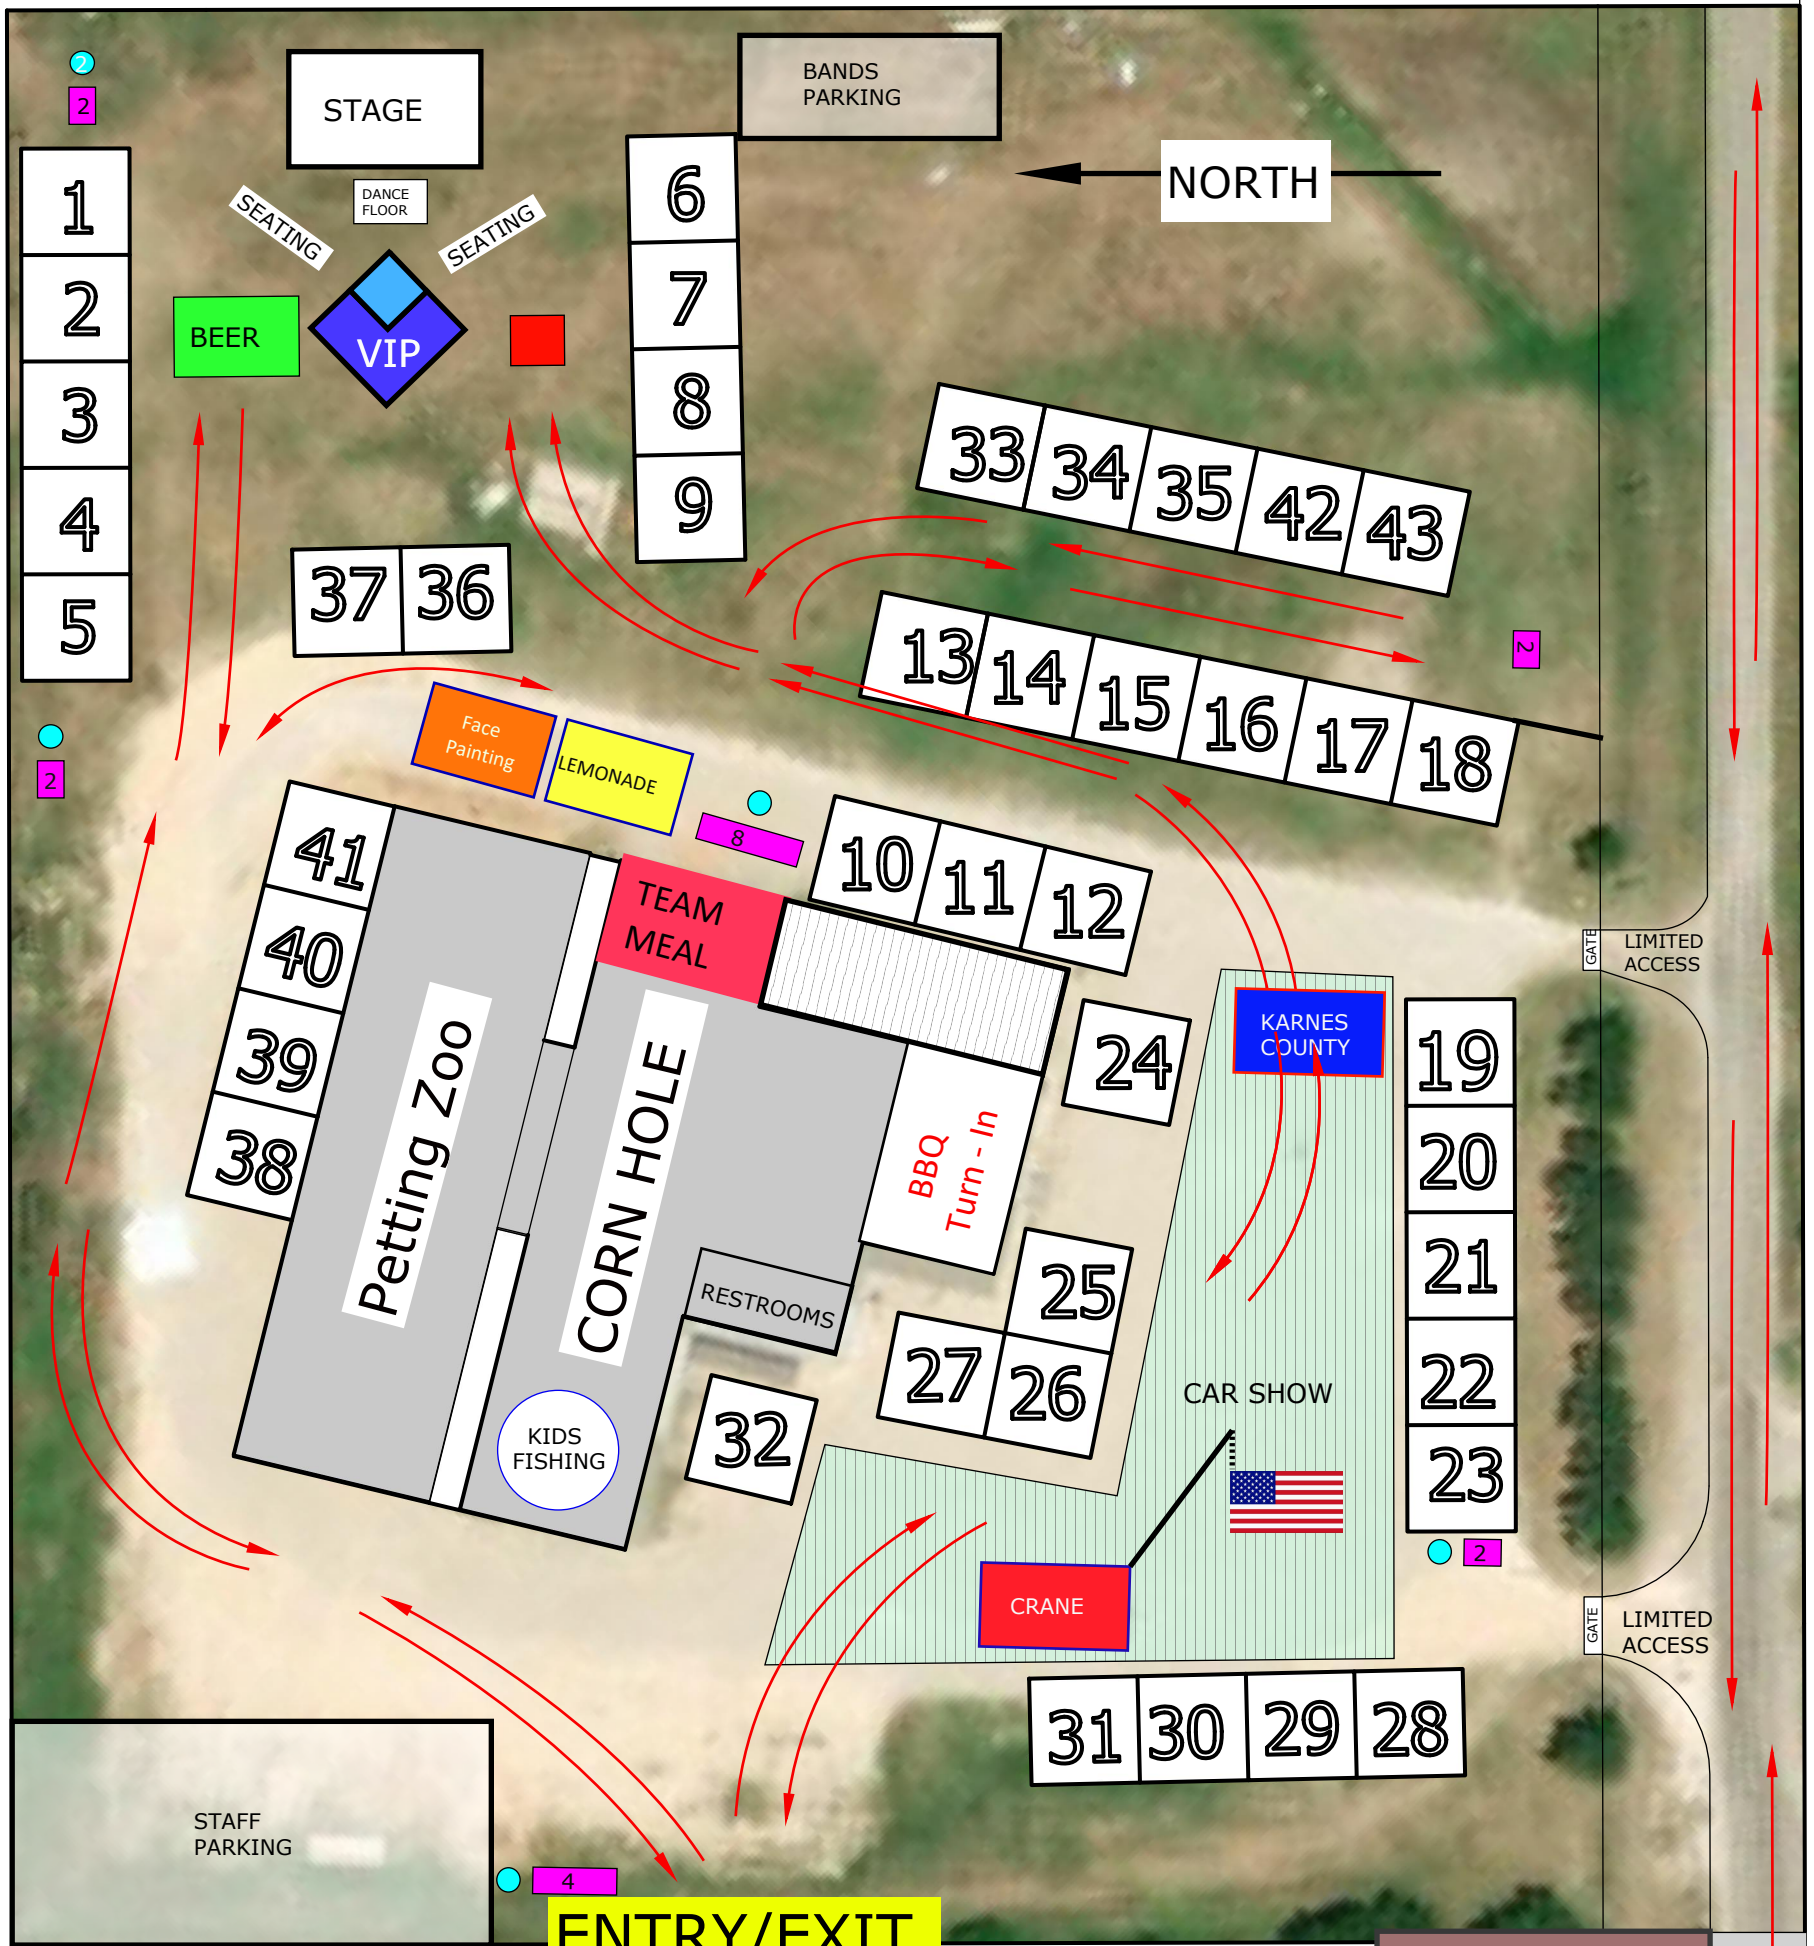 2
2
STAGE
BANDS
PARKING
NORTH
1
2
3
4
5
SEATING
DANCE
FLOOR
SEATING
BEER
VIP
6
7
8
9
33
34
35
42
43
37
36
13
14
15
16
17
18
2
2
Face
Painting
LEMONADE
8
10
11
12
41
40
39
38
TEAM
MEAL
Petting Zoo
CORN HOLE
BBQ
Turn - In
RESTROOMS
KIDS
FISHING
24
25
27
26
32
KARNES
COUNTY
GATE
LIMITED
ACCESS
19
20
21
22
23
CAR SHOW
2
CRANE
GATE
LIMITED
ACCESS
31
30
29
28
STAFF
PARKING
4
ENTRY/EXIT